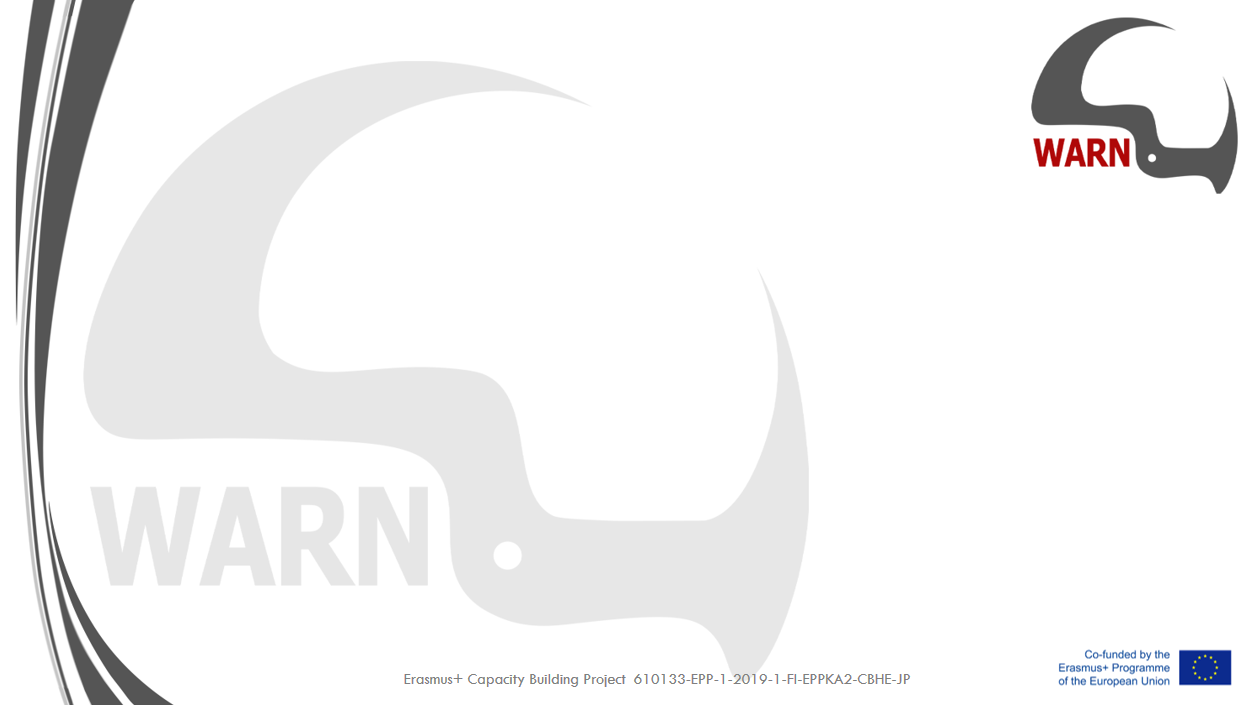 WARN
WARN
Erasmus+ Capacity Building Project 610133-EPP-1-2019-1-FI-EPPKA2-CBHE-JP
Co-funded by the
Erasmus+ Programme
of the European Union